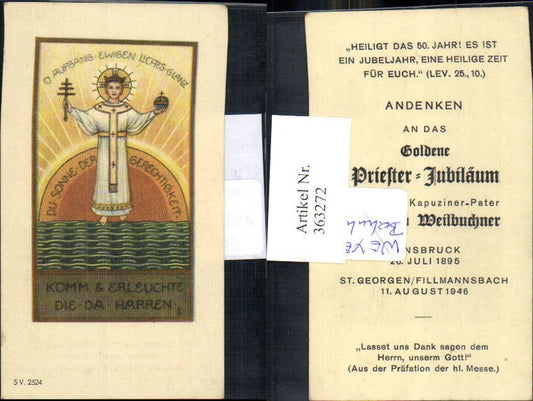 O AUFGANG · EWIGEN LICHTES GLANZ
DU SONNE · DER GERECHTIGKEIT ·
KOMM & ERLEUCHTE
DIE · DA · HARREN ·
S V. 2524
„HEILIGT DAS 50. JAHR! ES IST
EIN JUBELJAHR, EINE HEILIGE ZEIT
FÜR EUCH.“ (LEV. 25., 10.)
ANDENKEN
AN DAS
Goldene
Priester-Jubiläum
Kapuziner-Pater
Weilbuchner
NSBRUCK
26. JULI 1895
ST. GEORGEN/FILLMANNSBACH
11. AUGUST 1946
„Lasset uns Dank sagen dem
Herrn, unserm Gott!“
(Aus der Präfation der hl. Messe.)
Artikel Nr.
363272